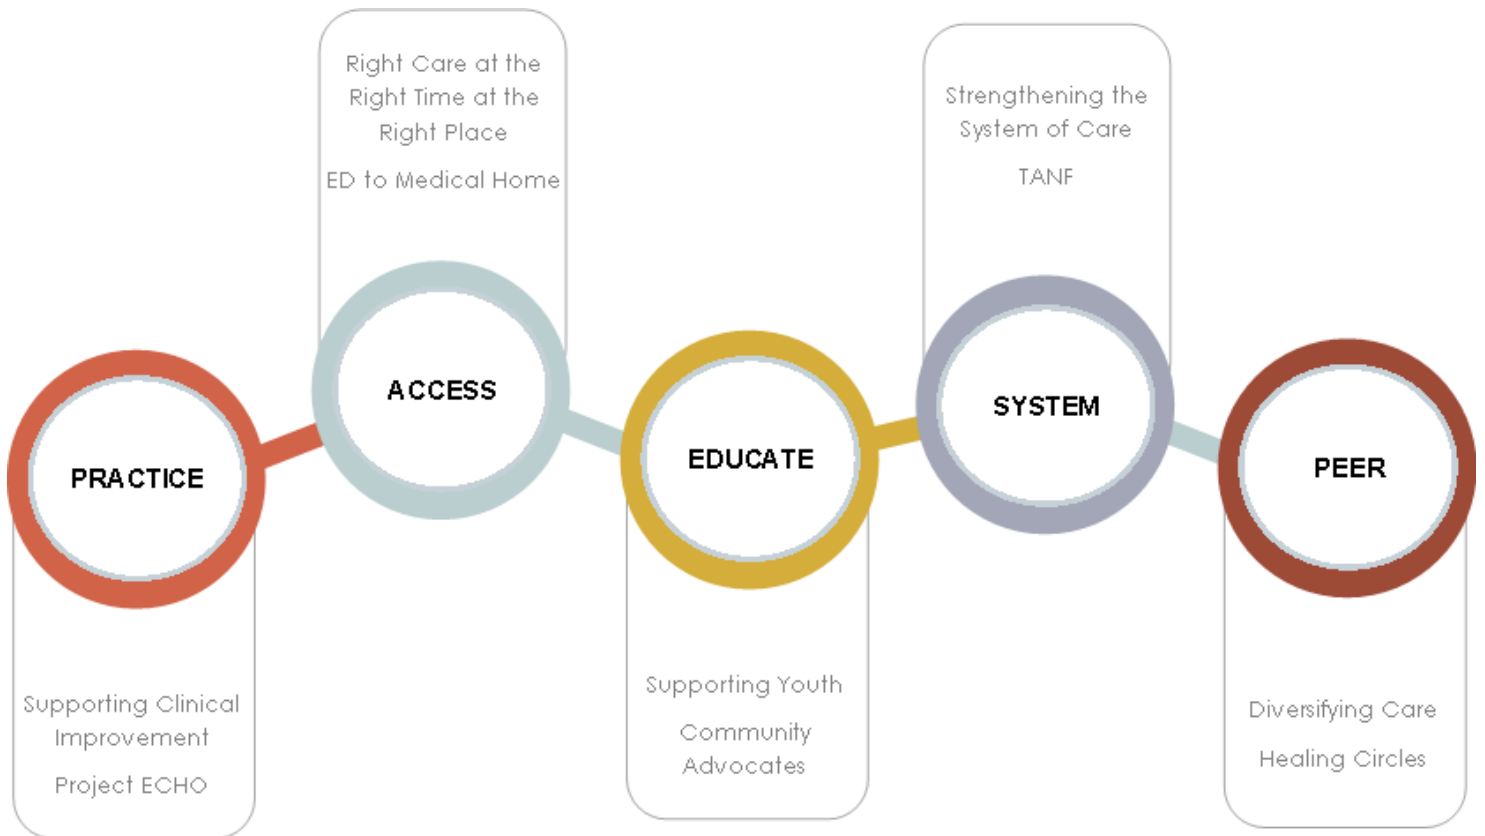 PRACTICE
Supporting Clinical
Improvement
Project ECHO
Right Care at the
Right Time at the
Right Place
ED to Medical Home
ACCESS
EDUCATE
Supporting Youth
Community
Advocates
Strengthening the
System of Care
TANF
SYSTEM
PEER
Diversifying Care
Healing Circles